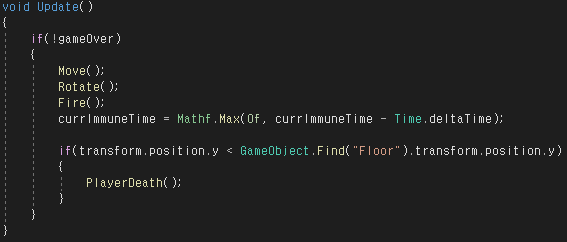 void Update()
{
    if(!gameOver)
    {
        Move();
        Rotate();
        Fire();
        currImmuneTime = Mathf.Max(0f, currImmuneTime - Time.deltaTime);

        if(transform.position.y < GameObject.Find("Floor").transform.position.y)
        {
            PlayerDeath();
        }
    }
}